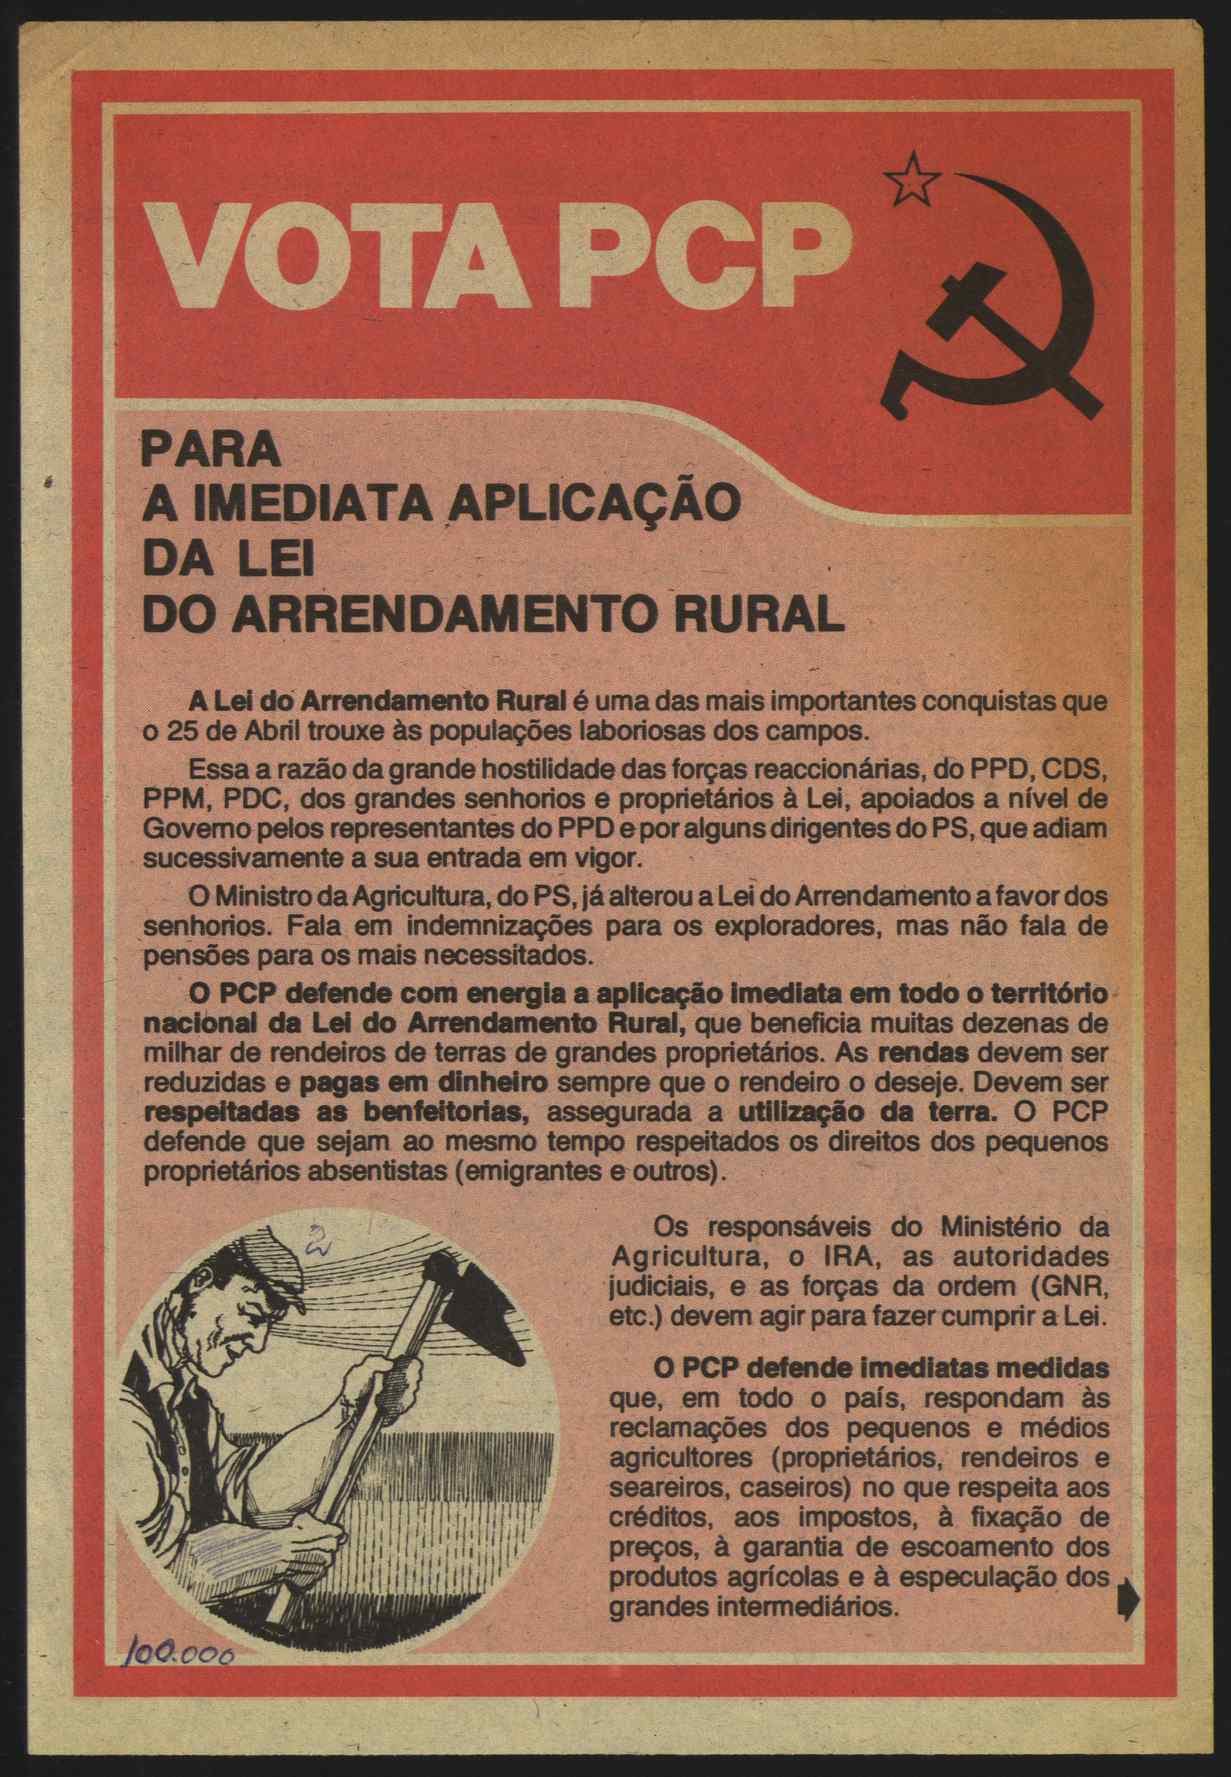 VOTA PCP
PARA
A IMEDIATA APLICAÇÃO
DA LEI
DO ARRENDAMENTO RURAL
A Lei do Arrendamento Rural é uma das mais importantes conquistas que
o 25 de Abril trouxe às populações laboriosas dos campos.
Essa a razão da grande hostilidade das forças reaccionárias, do PPD, CDS,
PPM, PDC, dos grandes senhorios e proprietários à Lei, apoiados a nível de
Governo pelos representantes do PPD e por alguns dirigentes do PS, que adiam
sucessivamente a sua entrada em vigor.
O Ministro da Agricultura, do PS, já alterou a Lei do Arrendamento a favor dos
senhorios. Fala em indemnizações para os exploradores, mas não fala de
pensões para os mais necessitados.
O PCP defende com energia a aplicação imediata em todo o território
nacional da Lei do Arrendamento Rural, que beneficia muitas dezenas de
milhar de rendeiros de terras de grandes proprietários. As rendas devem ser
reduzidas e pagas em dinheiro sempre que o rendeiro o deseje. Devem ser
respeitadas as benfeitorias, assegurada a utilização da terra. O PCP
defende que sejam ao mesmo tempo respeitados os direitos dos pequenos
proprietários absentistas (emigrantes e outros).
Os responsáveis do Ministério da
Agricultura, o IRA, as autoridades
judiciais, e as forças da ordem (GNR,
etc.) devem agir para fazer cumprir a Lei.
O PCP defende imediatas medidas
que, em todo o país, respondam às
reclamações dos pequenos e médios
agricultores (proprietários, rendeiros e
seareiros, caseiros) no que respeita aos
créditos, aos impostos, à fixação de
preços, à garantia de escoamento dos
produtos agrícolas e à especulação dos
grandes intermediários.
2
100.000